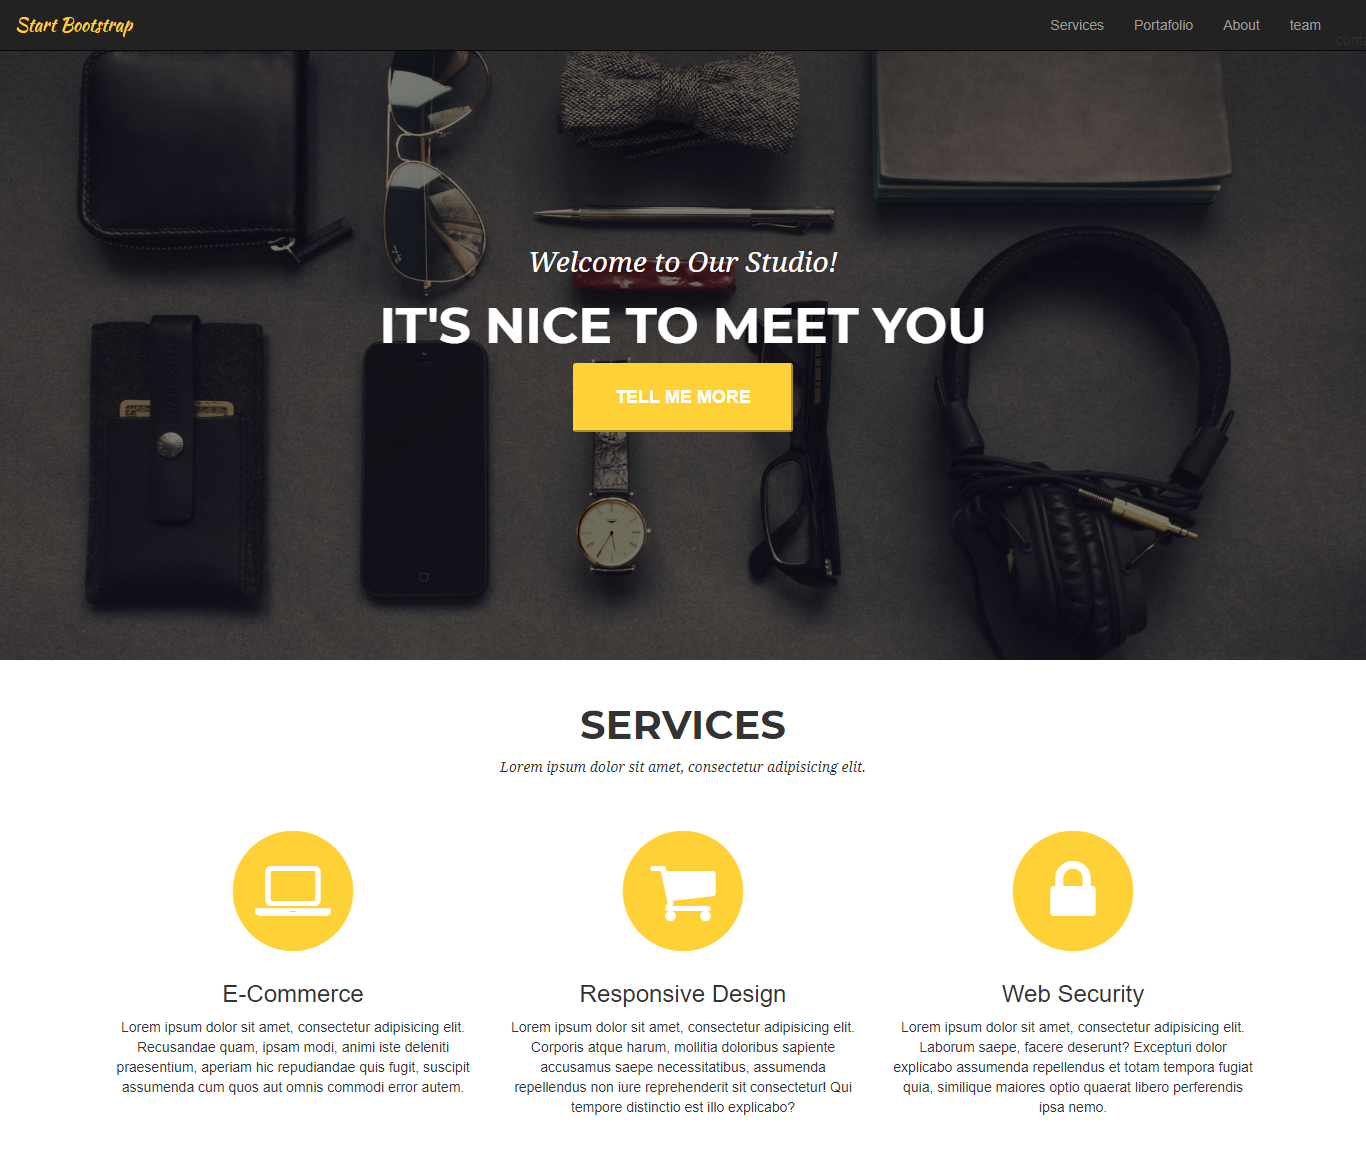 Start Bootstrap
Services
Portafolio
About
team
Welcome to Our Studio!
IT'S NICE TO MEET YOU
TELL ME MORE
SERVICES
Lorem ipsum dolor sit amet, consectetur adipisicing elit.
E-Commerce
Lorem ipsum dolor sit amet, consectetur adipisicing elit.
Recusandae quam, ipsam modi, animi iste deleniti
praesentium, aperiam hic repudiandae quis fugit, suscipit
assumenda cum quos aut omnis commodi error autem.
Responsive Design
Lorem ipsum dolor sit amet, consectetur adipisicing elit.
Corporis atque harum, mollitia doloribus sapiente
accusamus saepe necessitatibus, assumenda
repellendus non iure reprehenderit sit consectetur! Qui
tempore distinctio est illo explicabo?
Web Security
Lorem ipsum dolor sit amet, consectetur adipisicing elit.
Laborum saepe, facere deserunt? Excepturi dolor
explicabo assumenda repellendus et totam tempora fugiat
quia, similique maiores optio quaerat libero perferendis
ipsa nemo.